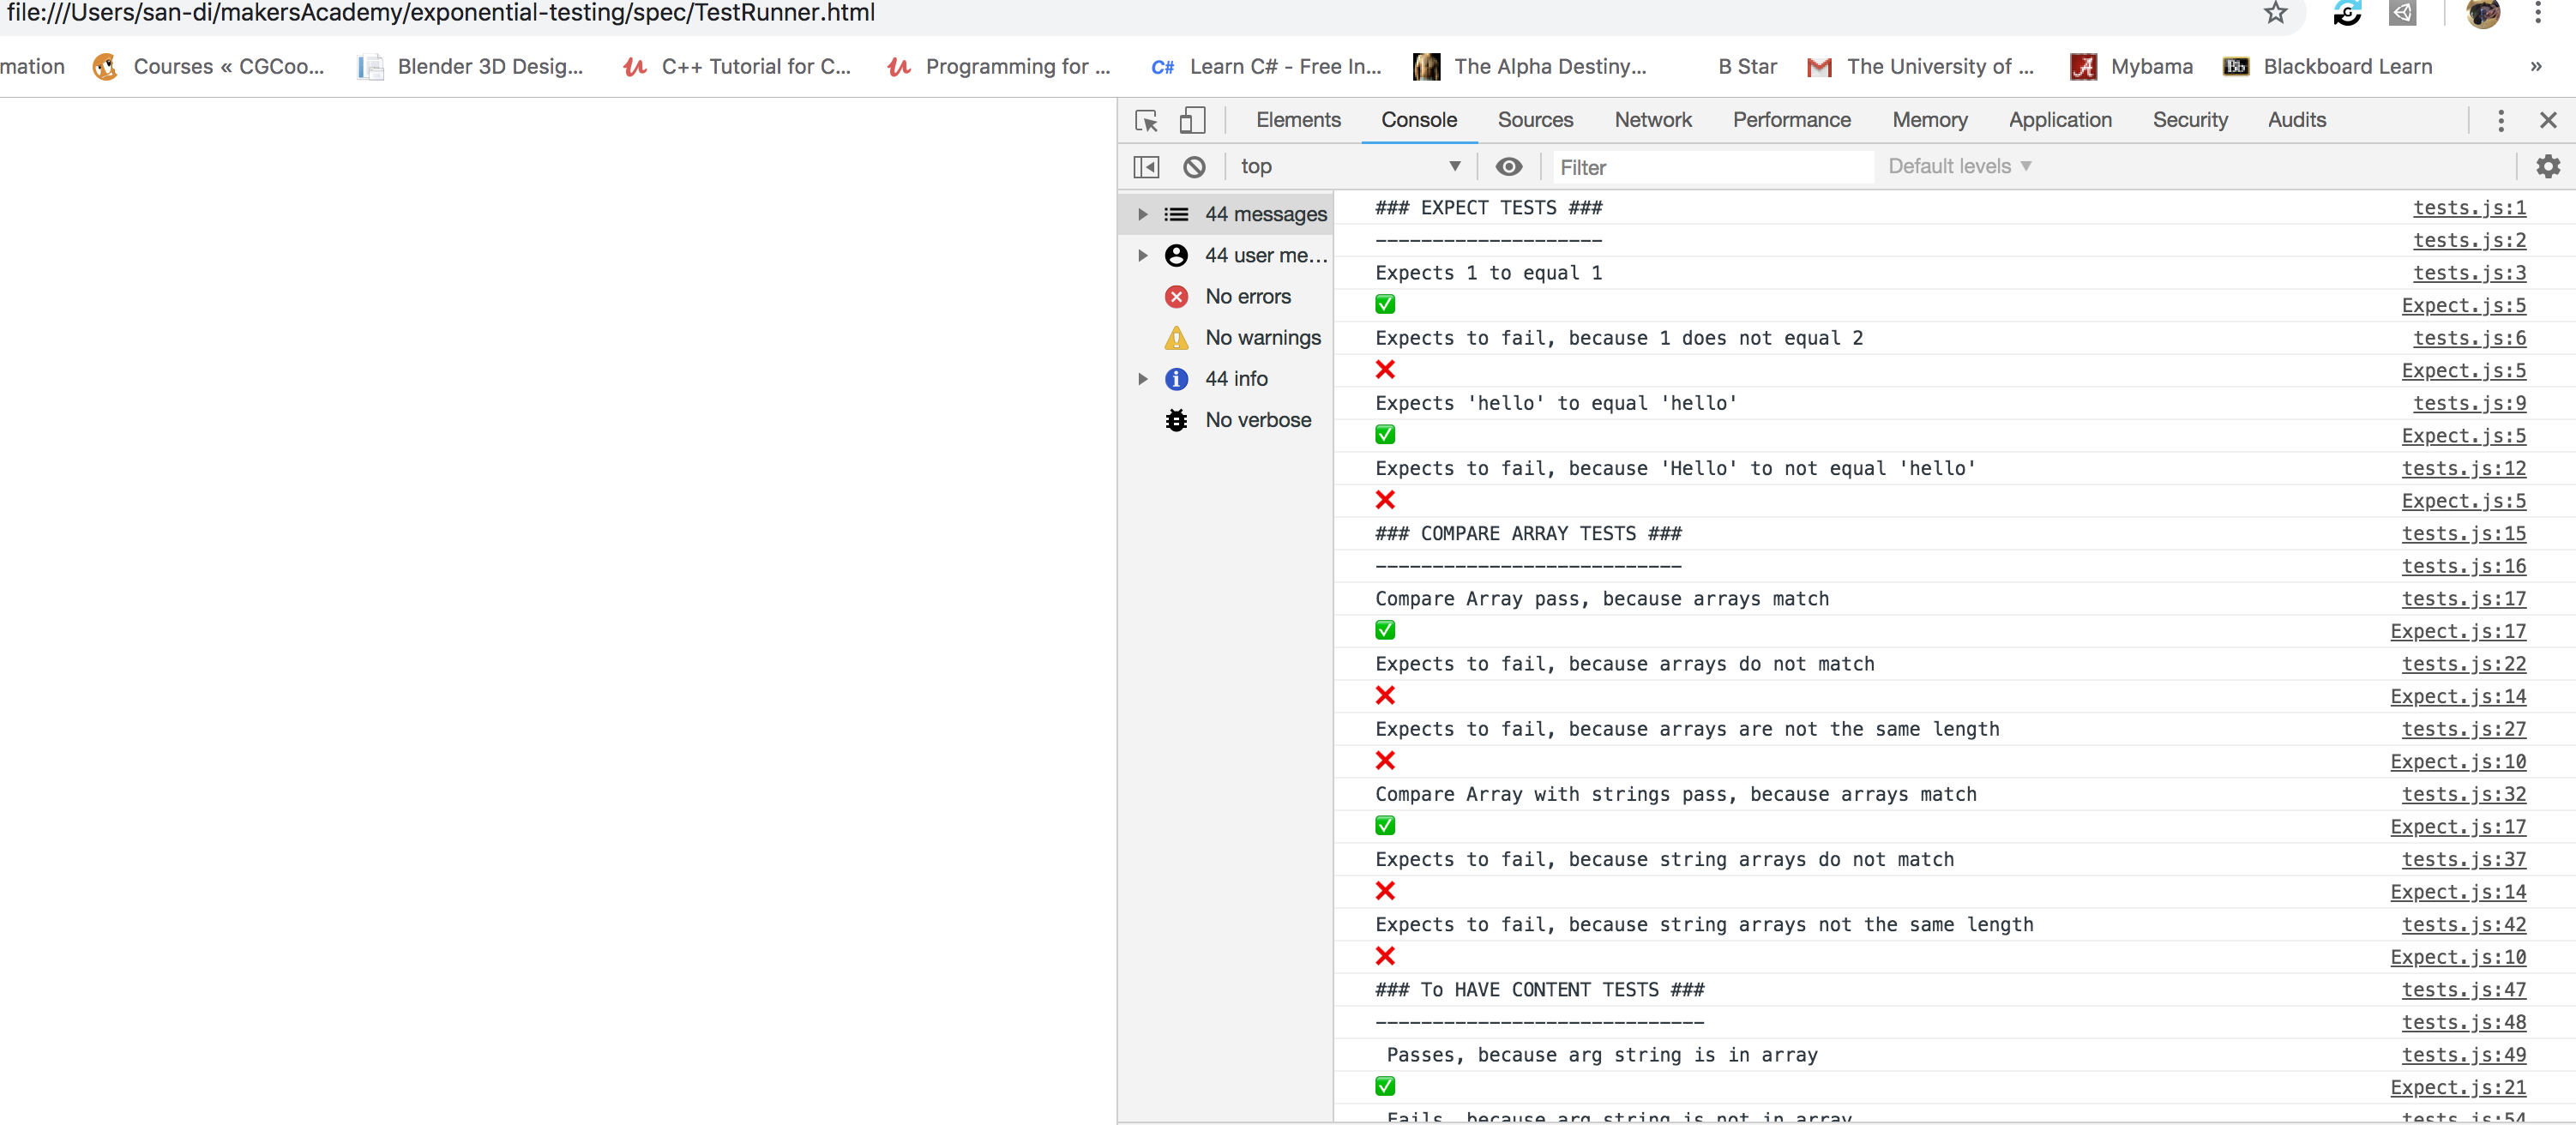 file:///Users/san-di/makersAcademy/exponential-testing/spec/TestRunner.html
mation Courses « CGCoo... Blender 3D Desig... C++ Tutorial for C... Programming for ... C# Learn C# - Free In... The Alpha Destiny... B Star The University of ... Mybama Bb Blackboard Learn »
Elements Console Sources Network Performance Memory Application Security Audits
top Filter Default levels
44 messages
44 user me...
No errors
No warnings
44 info
No verbose
### EXPECT TESTS ### tests.js:1
-------------------- tests.js:2
Expects 1 to equal 1 tests.js:3
✅ Expect.js:5
Expects to fail, because 1 does not equal 2 tests.js:6
❌ Expect.js:5
Expects 'hello' to equal 'hello' tests.js:9
✅ Expect.js:5
Expects to fail, because 'Hello' to not equal 'hello' tests.js:12
❌ Expect.js:5
### COMPARE ARRAY TESTS ### tests.js:15
--------------------------- tests.js:16
Compare Array pass, because arrays match tests.js:17
✅ Expect.js:17
Expects to fail, because arrays do not match tests.js:22
❌ Expect.js:14
Expects to fail, because arrays are not the same length tests.js:27
❌ Expect.js:10
Compare Array with strings pass, because arrays match tests.js:32
✅ Expect.js:17
Expects to fail, because string arrays do not match tests.js:37
❌ Expect.js:14
Expects to fail, because string arrays not the same length tests.js:42
❌ Expect.js:10
### To HAVE CONTENT TESTS ### tests.js:47
----------------------------- tests.js:48
Passes, because arg string is in array tests.js:49
✅ Expect.js:21
Fails, because arg string is not in array tests.js:54